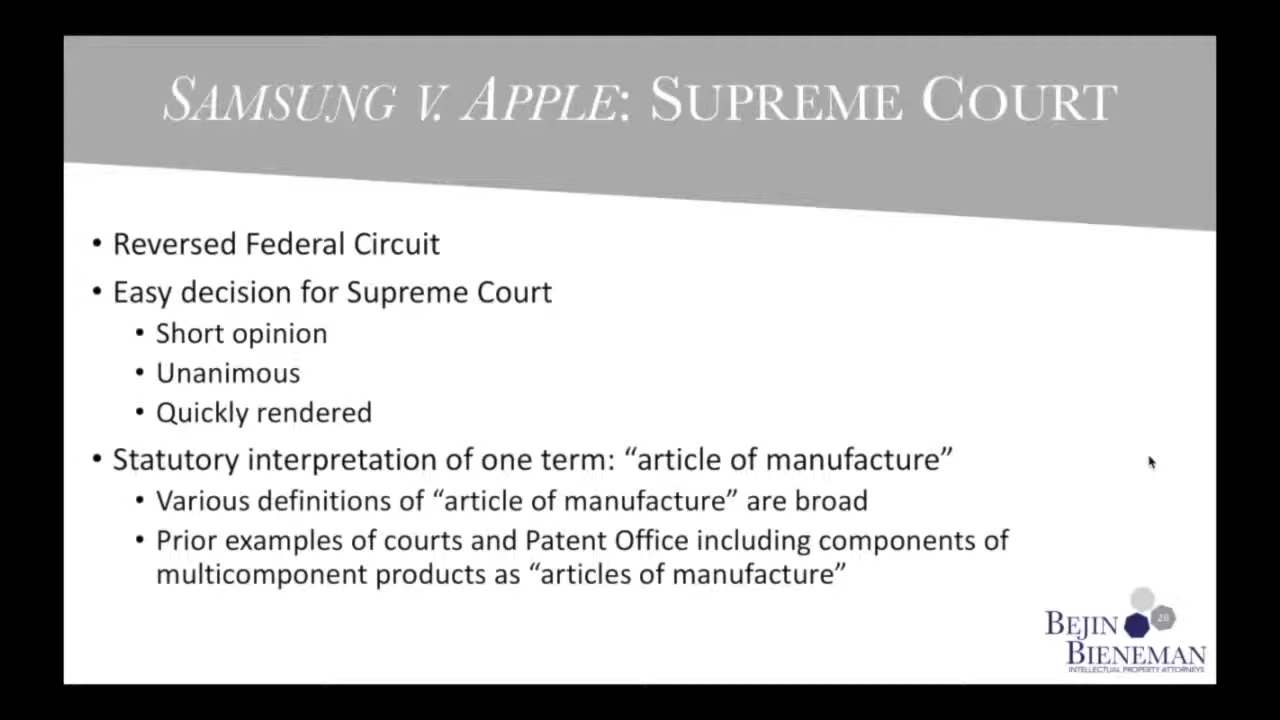 SAMSUNG V. APPLE: SUPREME COURT
• Reversed Federal Circuit
• Easy decision for Supreme Court
• Short opinion
• Unanimous
• Quickly rendered
• Statutory interpretation of one term: “article of manufacture”
• Various definitions of “article of manufacture” are broad
• Prior examples of courts and Patent Office including components of
multicomponent products as “articles of manufacture”
26
BEJIN
BIENEMAN
INTELLECTUAL PROPERTY ATTORNEYS